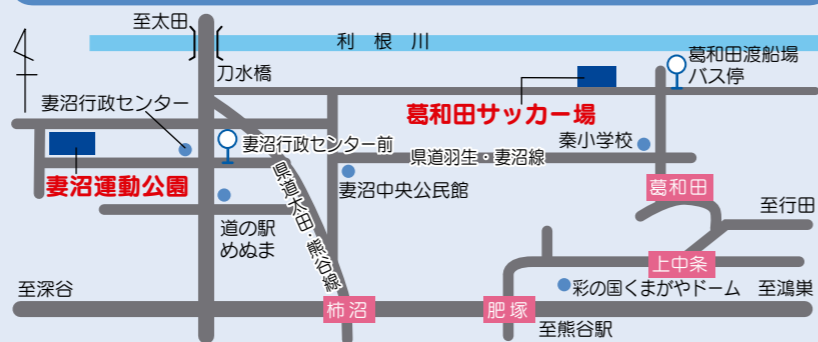 至太田
利根川
刀水橋
葛和田渡船場
バス停
妻沼行政センター
葛和田サッカー場
妻沼行政センター前
秦小学校
県道羽生・妻沼線
妻沼運動公園
妻沼中央公民館
葛和田
県道太田・熊谷線
至行田
道の駅
めぬま
上中条
至深谷
彩の国くまがやドーム
至鴻巣
柿沼
肥塚
至熊谷駅